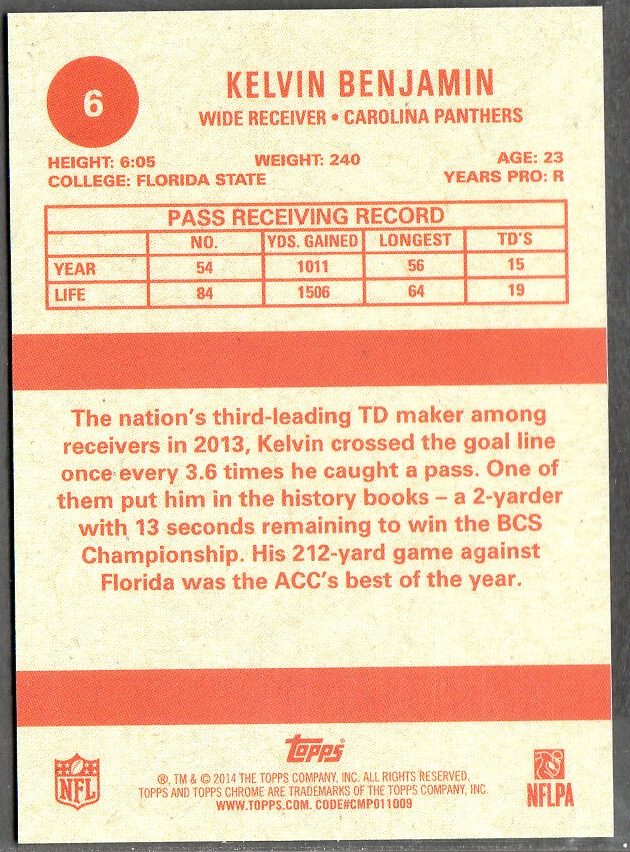 6
KELVIN BENJAMIN
WIDE RECEIVER • CAROLINA PANTHERS
HEIGHT: 6:05 WEIGHT: 240 AGE: 23
COLLEGE: FLORIDA STATE YEARS PRO: R
PASS RECEIVING RECORD
NO. YDS. GAINED LONGEST TD'S
YEAR 54 1011 56 15
LIFE 84 1506 64 19
The nation's third-leading TD maker among
receivers in 2013, Kelvin crossed the goal line
once every 3.6 times he caught a pass. One of
them put him in the history books – a 2-yarder
with 13 seconds remaining to win the BCS
Championship. His 212-yard game against
Florida was the ACC's best of the year.
Topps
NFL
®, TM & © 2014 THE TOPPS COMPANY, INC. ALL RIGHTS RESERVED.
TOPPS AND TOPPS CHROME ARE TRADEMARKS OF THE TOPPS COMPANY, INC.
WWW.TOPPS.COM. CODE#CMP011009
NFLPA